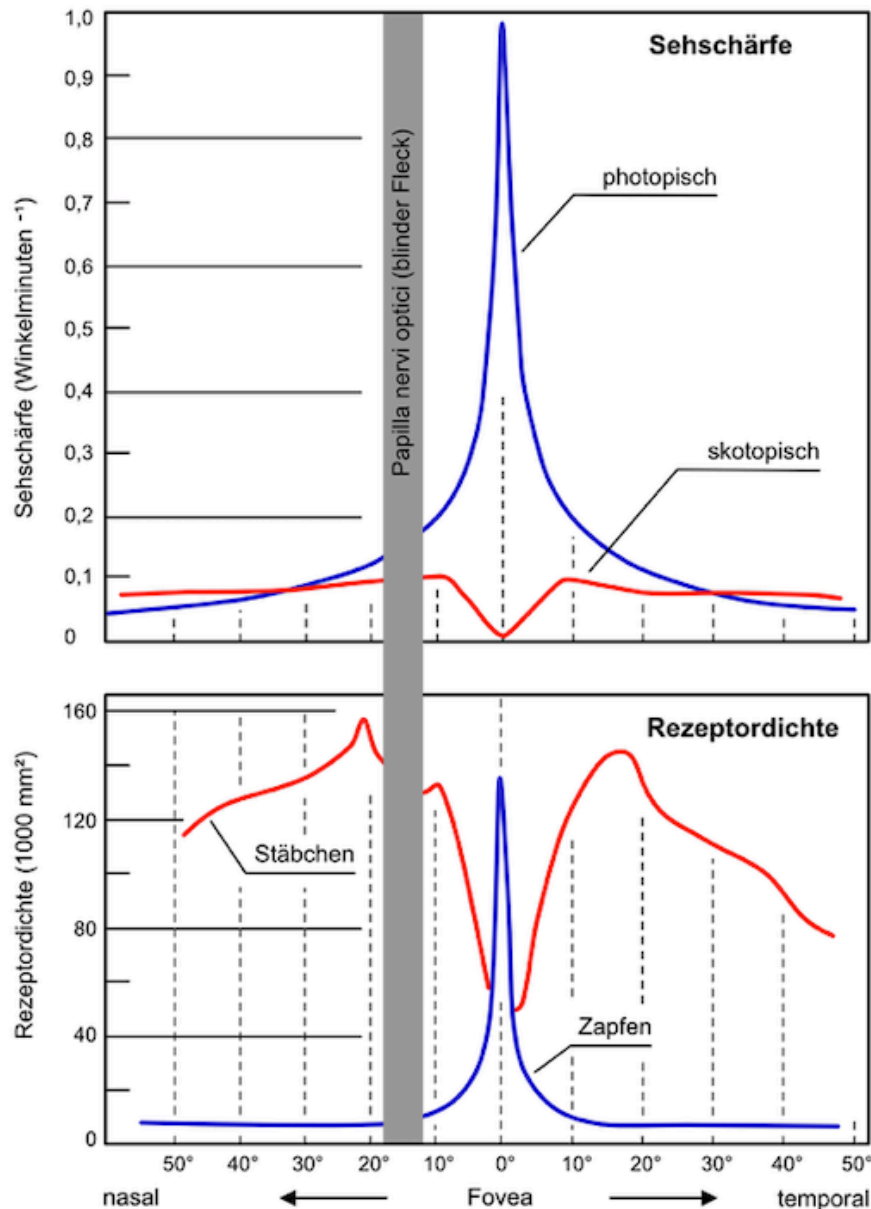 Sehschärfe
Sehschärfe (Winkelminuten ⁻¹)
1,0
0,9
0,8
0,7
0,6
0,5
0,4
0,3
0,2
0,1
0
Papilla nervi optici (blinder Fleck)
photopisch
skotopisch
Rezeptordichte
Rezeptordichte (1000 mm²)
160
120
80
40
0
Stäbchen
Zapfen
50° 40° 30° 20° 10° 0° 10° 20° 30° 40° 50°
nasal Fovea temporal